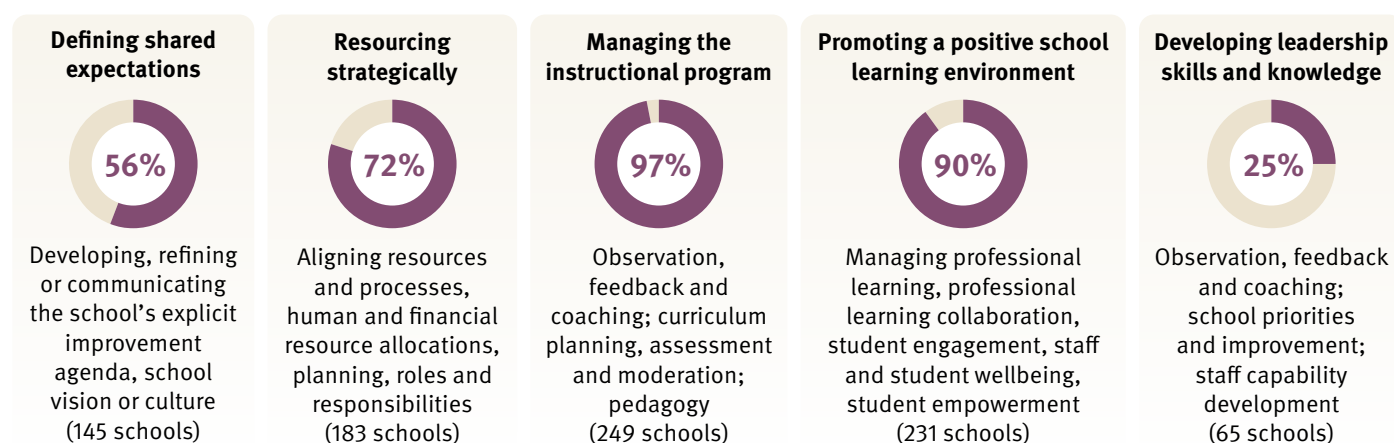 Defining shared
expectations
56%
Developing, refining
or communicating
the school’s explicit
improvement
agenda, school
vision or culture
(145 schools)
Resourcing
strategically
72%
Aligning resources
and processes,
human and financial
resource allocations,
planning, roles and
responsibilities
(183 schools)
Managing the
instructional program
97%
Observation,
feedback and
coaching; curriculum
planning, assessment
and moderation;
pedagogy
(249 schools)
Promoting a positive school
learning environment
90%
Managing professional
learning, professional
learning collaboration,
student engagement, staff
and student wellbeing,
student empowerment
(231 schools)
Developing leadership
skills and knowledge
25%
Observation, feedback
and coaching;
school priorities
and improvement;
staff capability
development
(65 schools)